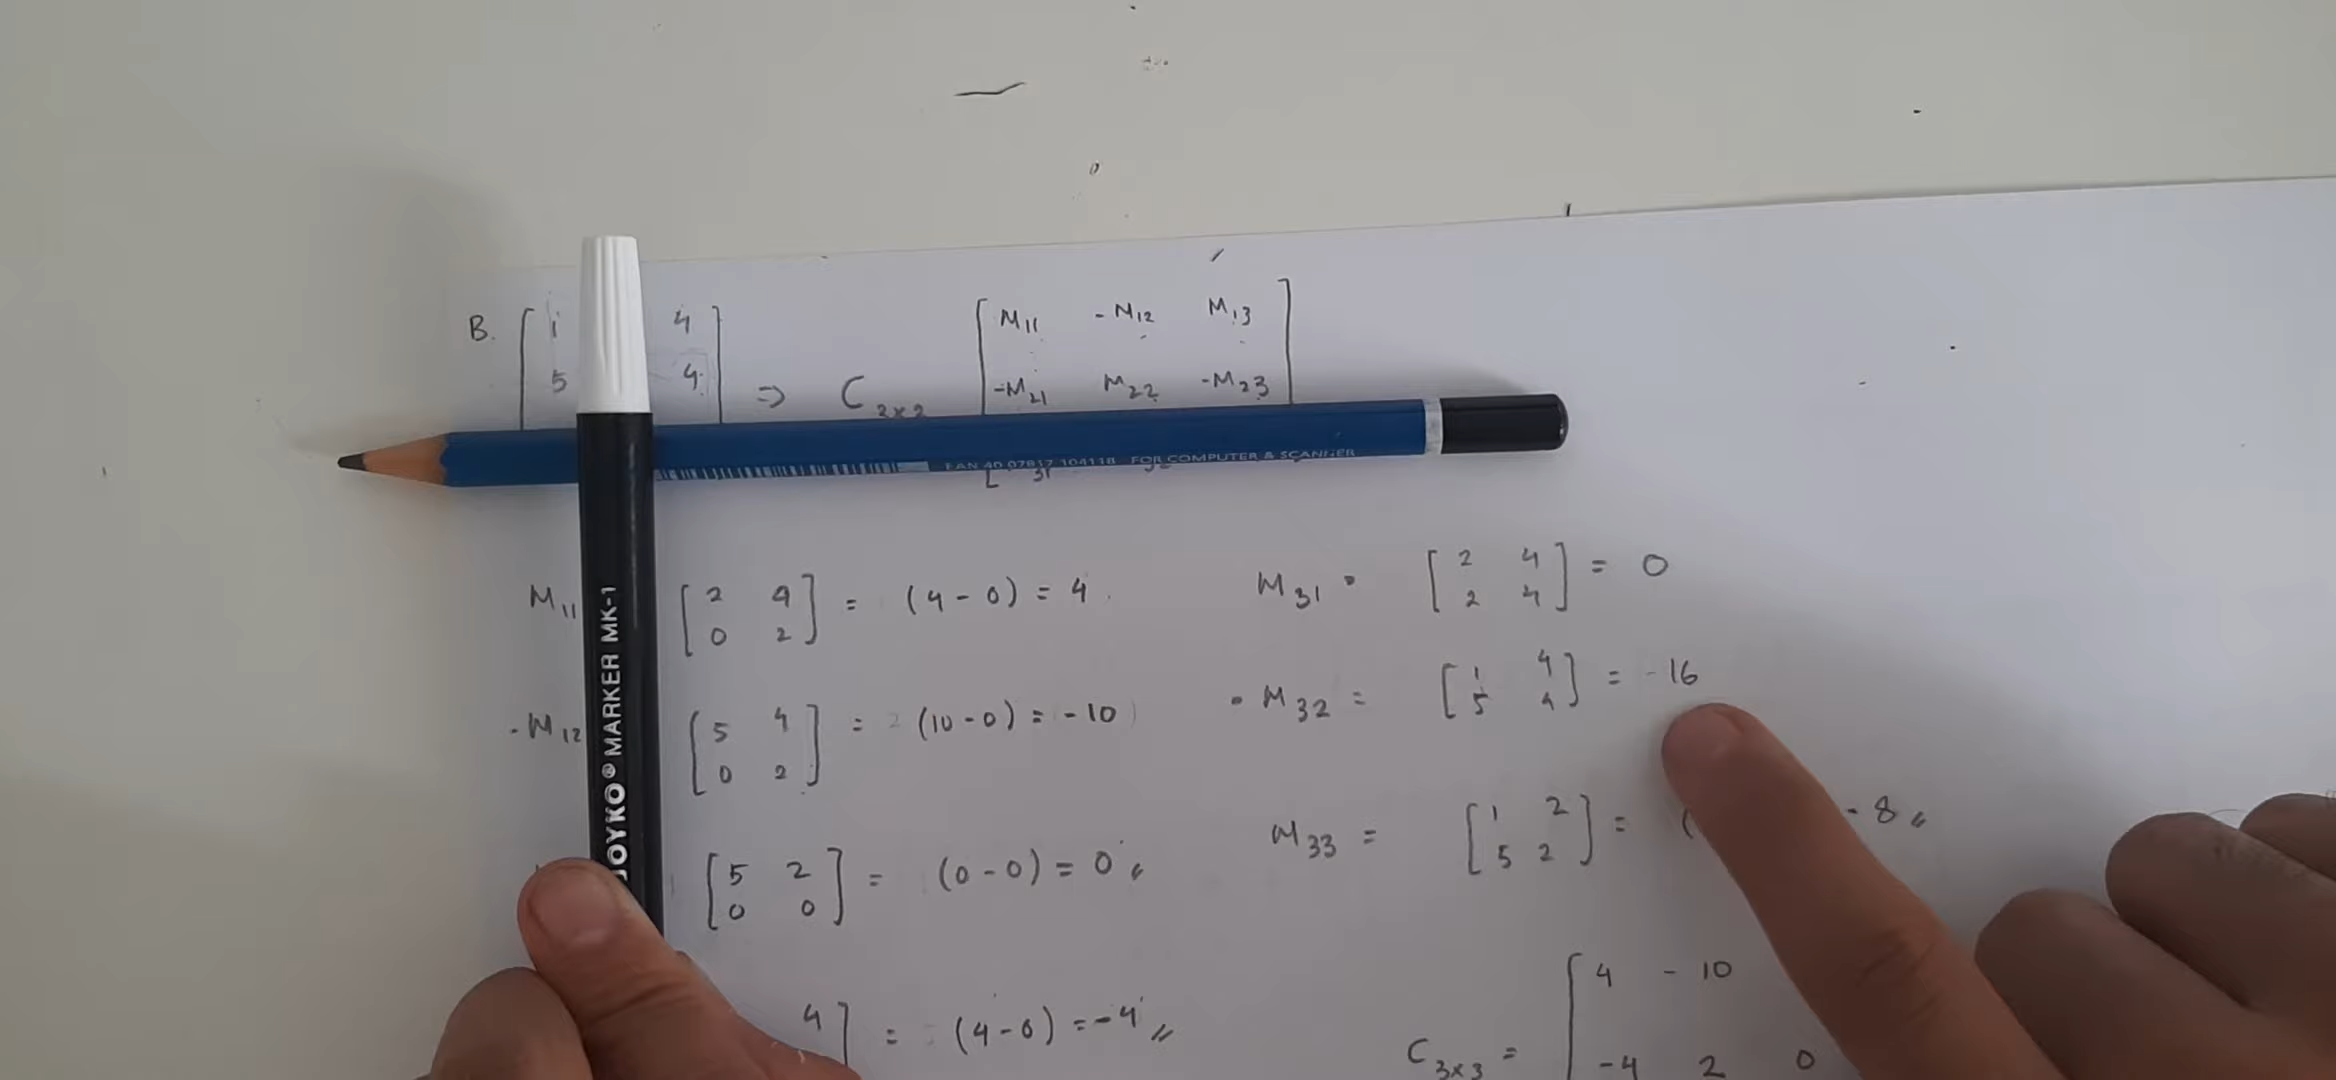 B. [ 1 4 ] [ M11 - M12 M13 ]
5 4 => C3x2 -M21 M22 -M23
EAN 40 07817 104118 FOR COMPUTER & SCANNER
31
JOYKO® MARKER MK-1
M11 [ 2 4 ] = (4 - 0) = 4
0 2
- M12 [ 5 4 ] = (10 - 0) = - 10
0 2
[ 5 2 ] = (0 - 0) = 0
0 0
4 ] = (4 - 0) = - 4
M31 = [ 2 4 ] = 0
2 4
- M32 = [ 1 4 ] = - 16
5 4
M33 = [ 1 2 ] = ( - 8
5 2
C3x3 = [ 4 - 10
- 4 2 0